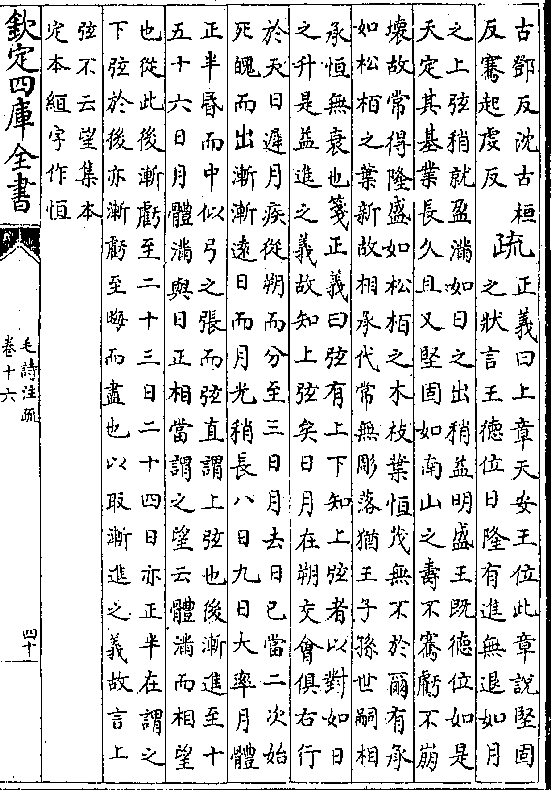 古鄧反沈古桓
反騫起虔反
疏
正義曰上章天安王位此章說堅固
之狀言王德位日隆有進無退如月
之上弦稍就盈滿如日之出稍益明盛王既德位如是
天定其基業長久且又堅固如南山之壽不騫虧不崩
壞故常得隆盛如松柏之木枝葉恒茂無不於爾有承
如松柏之葉新故相承代常無彫落猶王子孫世嗣相
承恒無衰也箋正義曰弦有上下知上弦者以對如日
之升是益進之義故知上弦矣日月在朔交會俱右行
於天日遲月疾從朔而分至三日月去日已當二次始
死魄而出漸漸遠日而月光稍長八日九日大率月體
正半昏而中似弓之張而弦直謂上弦也後漸進至十
五十六日月體滿與日正相當謂之望云體滿而相望
也從此後漸虧至二十三日二十四日亦正半在謂之
下弦於後亦漸虧至晦而盡也以取漸進之義故言上
弦不云望集本
定本縆字作恒
欽定四庫全書
毛詩注疏
卷十六
四十